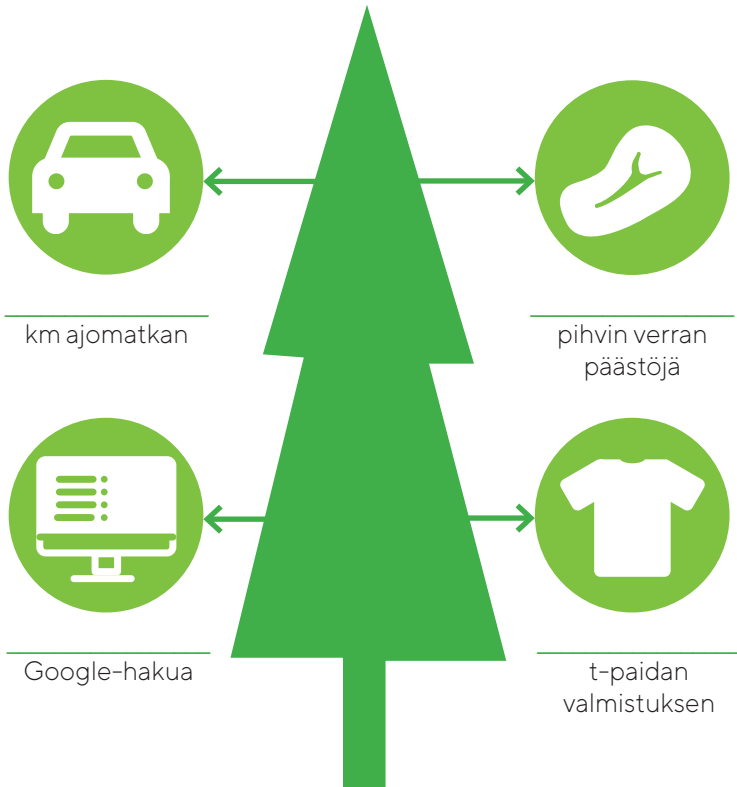 km ajomatkan
pihvin verran
päästöjä
Google-hakua
t-paidan
valmistuksen